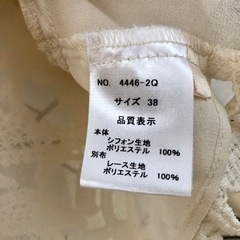 NO. 4446-2Q
サイズ 38
品質表示
本体
シフォン生地
ポリエステル 100%
別布
レース生地
ポリエステル 100%